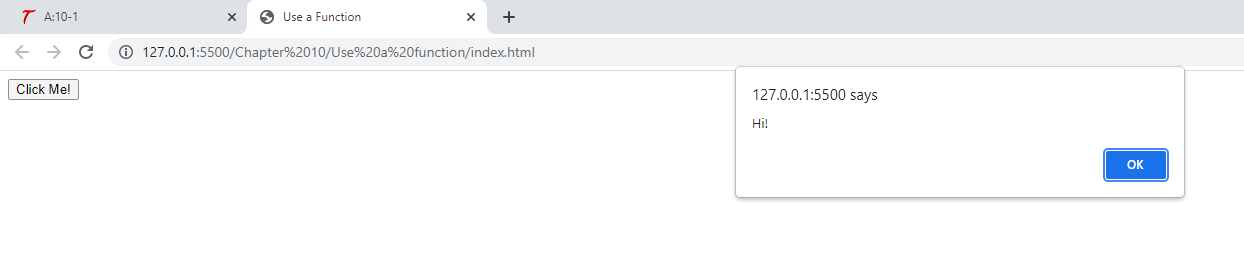 A:10-1
Use a Function
127.0.0.1:5500/Chapter%2010/Use%20a%20function/index.html
Click Me!
127.0.0.1:5500 says
Hi!
OK